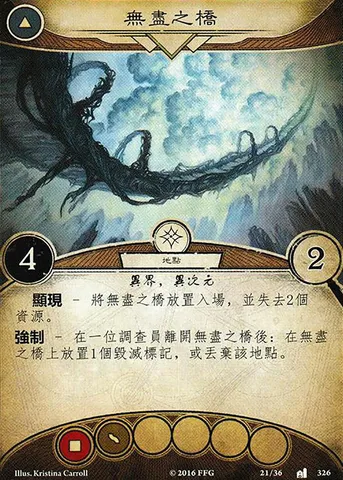 無盡之橋
4
地點
2
異界，異次元
顯現 – 將無盡之橋放置入場，並失去2個
資源。
強制 – 在一位調查員離開無盡之橋後：在無盡
之橋上放置1個毀滅標記，或丟棄該地點。
Illus. Kristina Carroll
© 2016 FFG
21/36
326